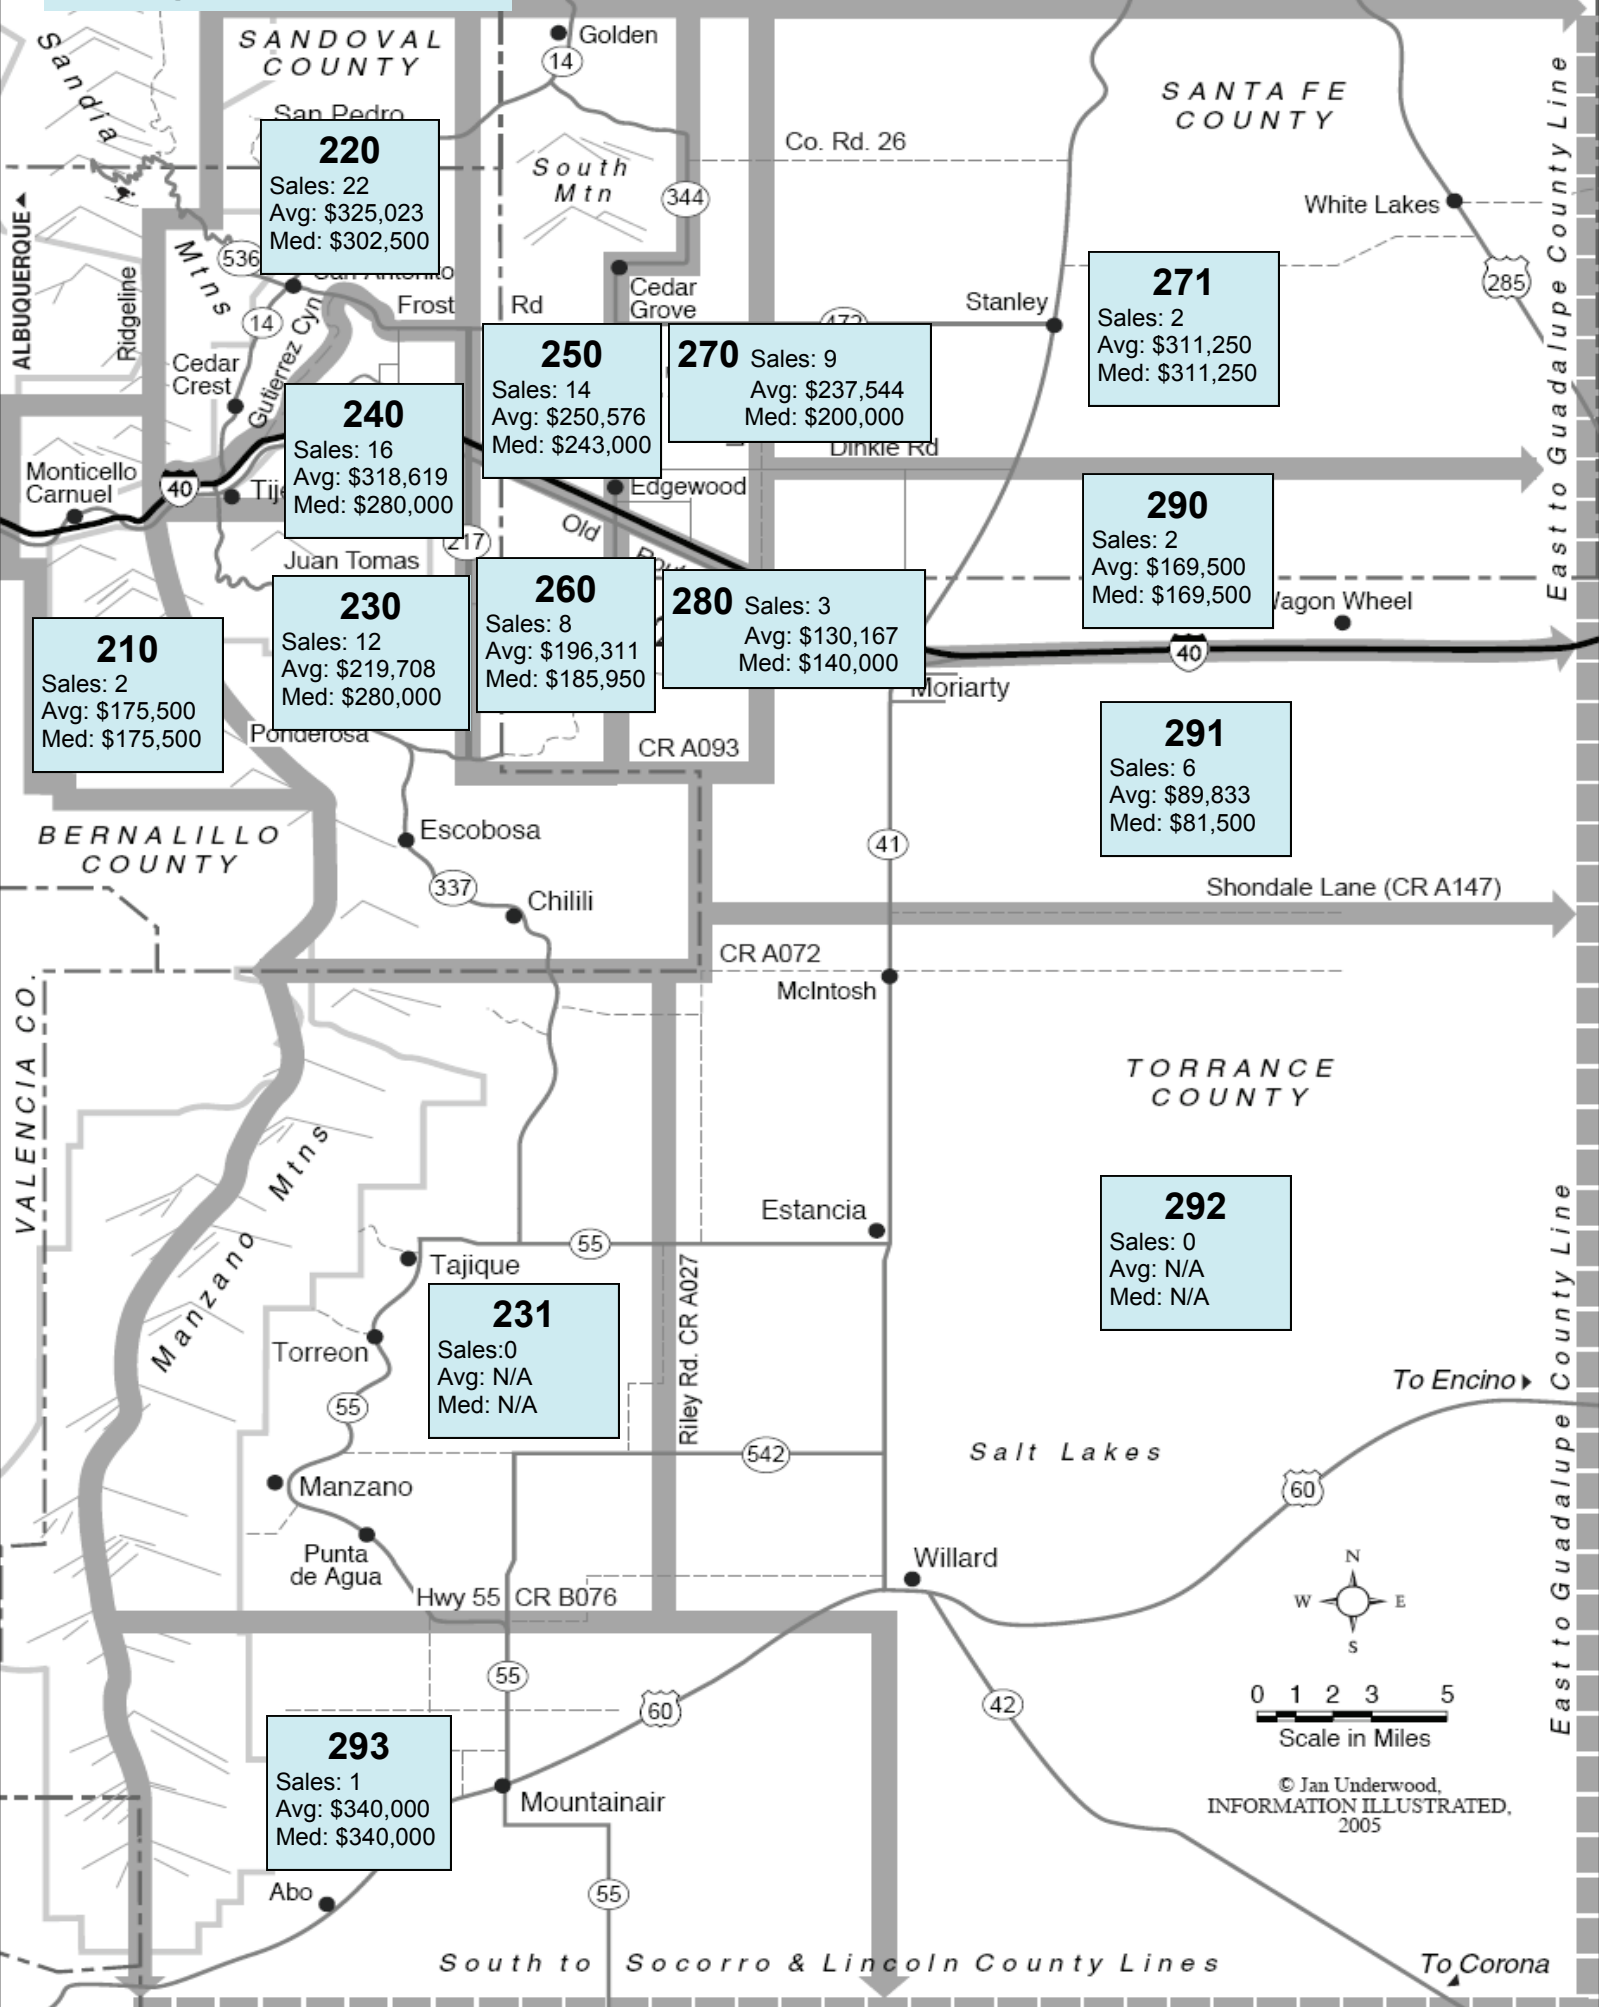 SANDOVAL
COUNTY
Golden
14
Sandia
Mtns
SANTA FE
COUNTY
East to Guadalupe County Line
San Pedro
220
Sales: 22
Avg: $325,023
Med: $302,500
South
Mtn
Co. Rd. 26
344
White Lakes
ALBUQUERQUE
Ridgeline
536
San Antonito
285
271
Sales: 2
Avg: $311,250
Med: $311,250
Cedar
Grove
Stanley
Frost Rd
14
Gutierrez Cyn
472
Cedar
Crest
250
Sales: 14
Avg: $250,576
Med: $243,000
270 Sales: 9
Avg: $237,544
Med: $200,000
240
Sales: 16
Avg: $318,619
Med: $280,000
Dinkle Rd
Monticello
Carnuel
40
Edgewood
290
Sales: 2
Avg: $169,500
Med: $169,500
Old
217
Juan Tomas
230
Sales: 12
Avg: $219,708
Med: $280,000
260
Sales: 8
Avg: $196,311
Med: $185,950
280 Sales: 3
Avg: $130,167
Med: $140,000
Wagon Wheel
40
210
Sales: 2
Avg: $175,500
Med: $175,500
Moriarty
Ponderosa
CR A093
291
Sales: 6
Avg: $89,833
Med: $81,500
BERNALILLO
COUNTY
Escobosa
41
337
Chilili
Shondale Lane (CR A147)
CR A072
McIntosh
VALENCIA CO.
TORRANCE
COUNTY
Manzano Mtns
Estancia
292
Sales: 0
Avg: N/A
Med: N/A
55
Tajique
Riley Rd. CR A027
East to Guadalupe County Line
231
Sales:0
Avg: N/A
Med: N/A
Torreon
55
To Encino
542
Salt Lakes
60
Manzano
Punta
de Agua
Willard
Hwy 55 CR B076
N
W E
S
55
60
42
0 1 2 3 5
Scale in Miles
293
Sales: 1
Avg: $340,000
Med: $340,000
Mountainair
© Jan Underwood,
INFORMATION ILLUSTRATED,
2005
Abo
55
South to Socorro & Lincoln County Lines
To Corona